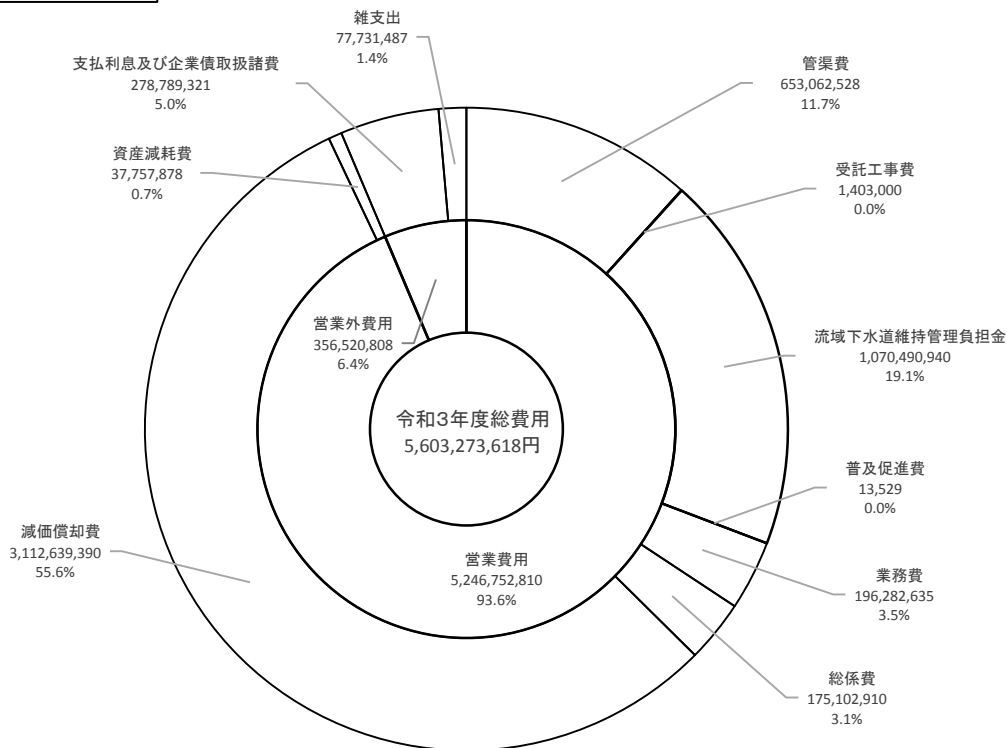 雑支出
77,731,487
1.4%
支払利息及び企業債取扱諸費
278,789,321
5.0%
資産減耗費
37,757,878
0.7%
管渠費
653,062,528
11.7%
受託工事費
1,403,000
0.0%
流域下水道維持管理負担金
1,070,490,940
19.1%
営業外費用
356,520,808
6.4%
令和3年度総費用
5,603,273,618円
普及促進費
13,529
0.0%
減価償却費
3,112,639,390
55.6%
営業費用
5,246,752,810
93.6%
業務費
196,282,635
3.5%
総係費
175,102,910
3.1%